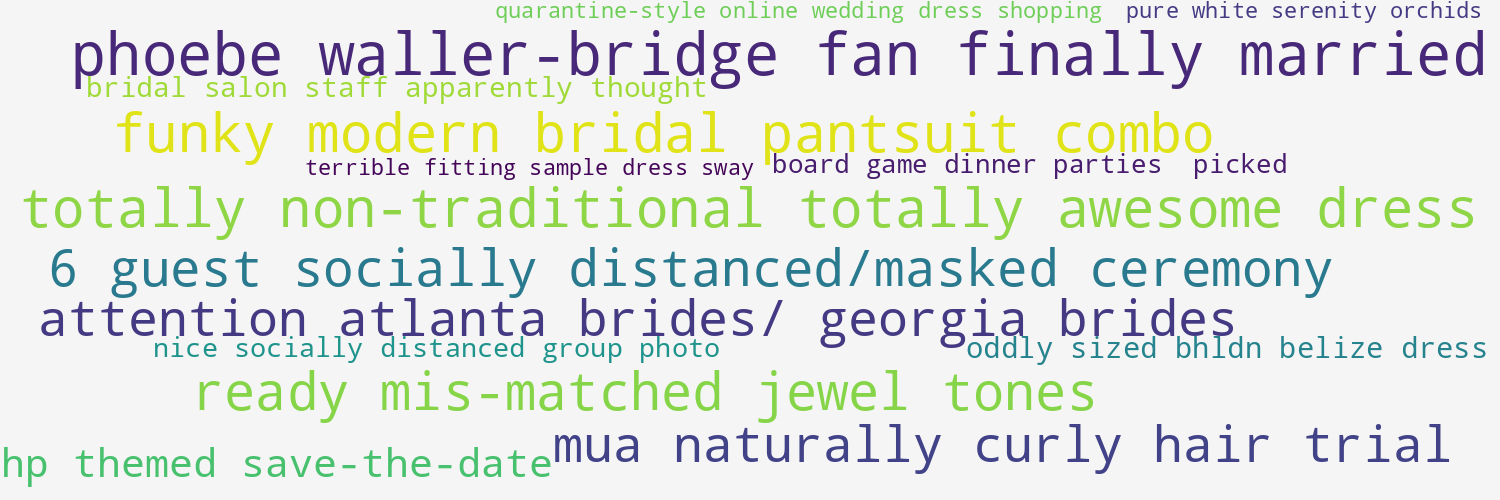 quarantine-style online wedding dress shopping
pure white serenity orchids
phoebe waller-bridge fan finally married
bridal salon staff apparently thought
funky modern bridal pantsuit combo
terrible fitting sample dress sway
board game dinner parties picked
totally non-traditional totally awesome dress
6 guest socially distanced/masked ceremony
attention atlanta brides/ georgia brides
nice socially distanced group photo
oddly sized bhldn belize dress
ready mis-matched jewel tones
mua naturally curly hair trial
hp themed save-the-date